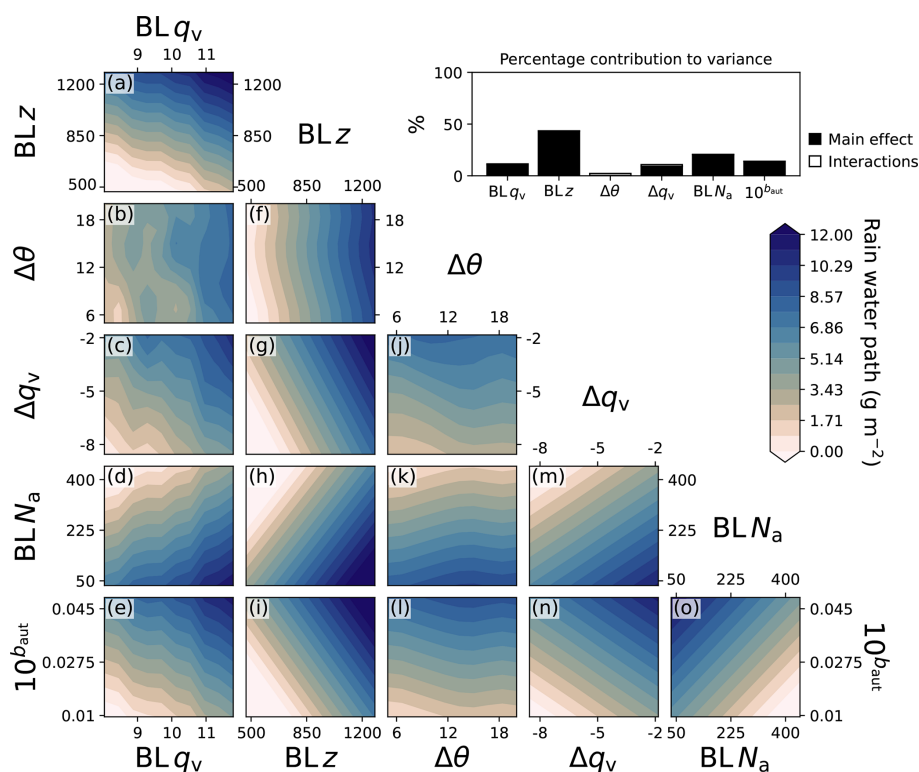 BL qv
9 10 11
Percentage contribution to variance
100
50
0
%
BL qv BL z Δθ Δqv BL Na 10^baut
Main effect
Interactions
(a)
BL z
1200
850
500
1200
850
BL z
500 850 1200
(b)
(f)
Δθ
18
12
6
18
12
6
Δθ
6 12 18
12.00
10.29
8.57
6.86
5.14
3.43
1.71
0.00
Rain water path (g m−2)
(c)
(g)
(j)
Δqv
-2
-5
-8
-2
-5
Δqv
-8 -5 -2
(d)
(h)
(k)
(m)
BL Na
400
225
50
400
225
50
BL Na
225 400
(e)
(i)
(l)
(n)
(o)
10^baut
0.045
0.0275
0.01
0.045
0.0275
0.01
10^baut
9 10 11
500 850 1200
6 12 18
-8 -5 -2
50 225 400
BL qv
BL z
Δθ
Δqv
BL Na